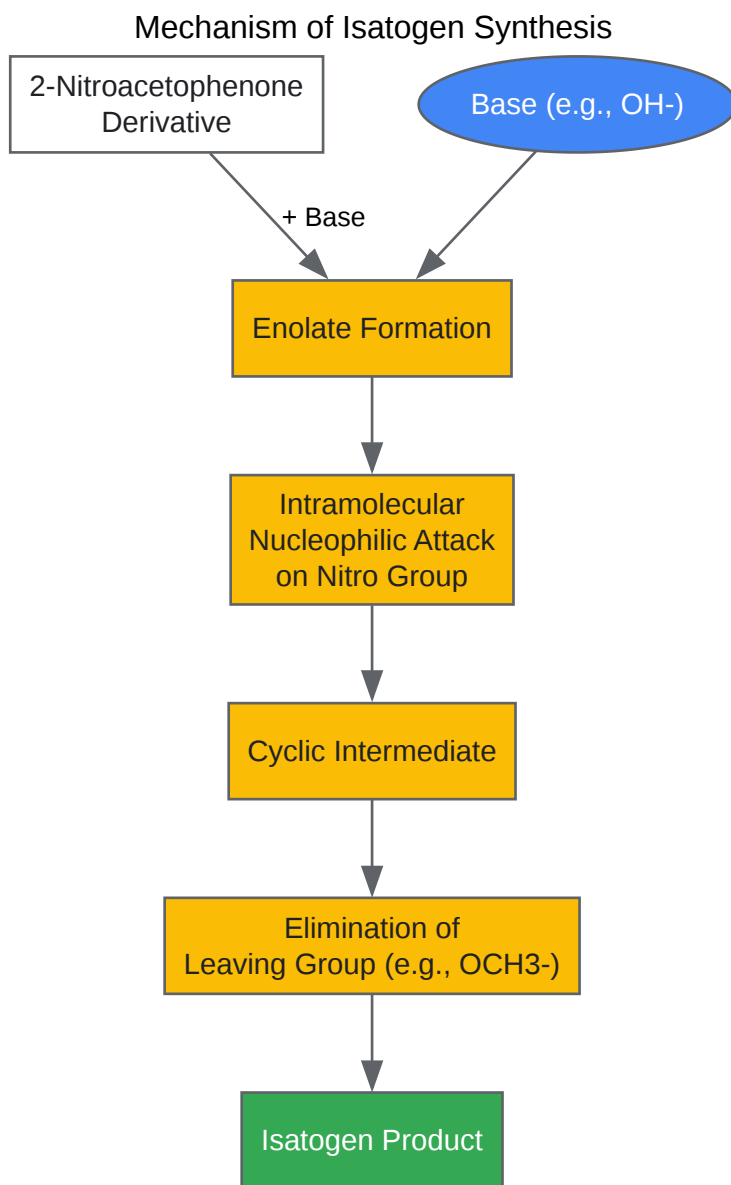 Mechanism of Isatogen Synthesis
2-Nitroacetophenone
Derivative
Base (e.g., OH-)
+ Base
Enolate Formation
Intramolecular
Nucleophilic Attack
on Nitro Group
Cyclic Intermediate
Elimination of
Leaving Group (e.g., OCH3-)
Isatogen Product